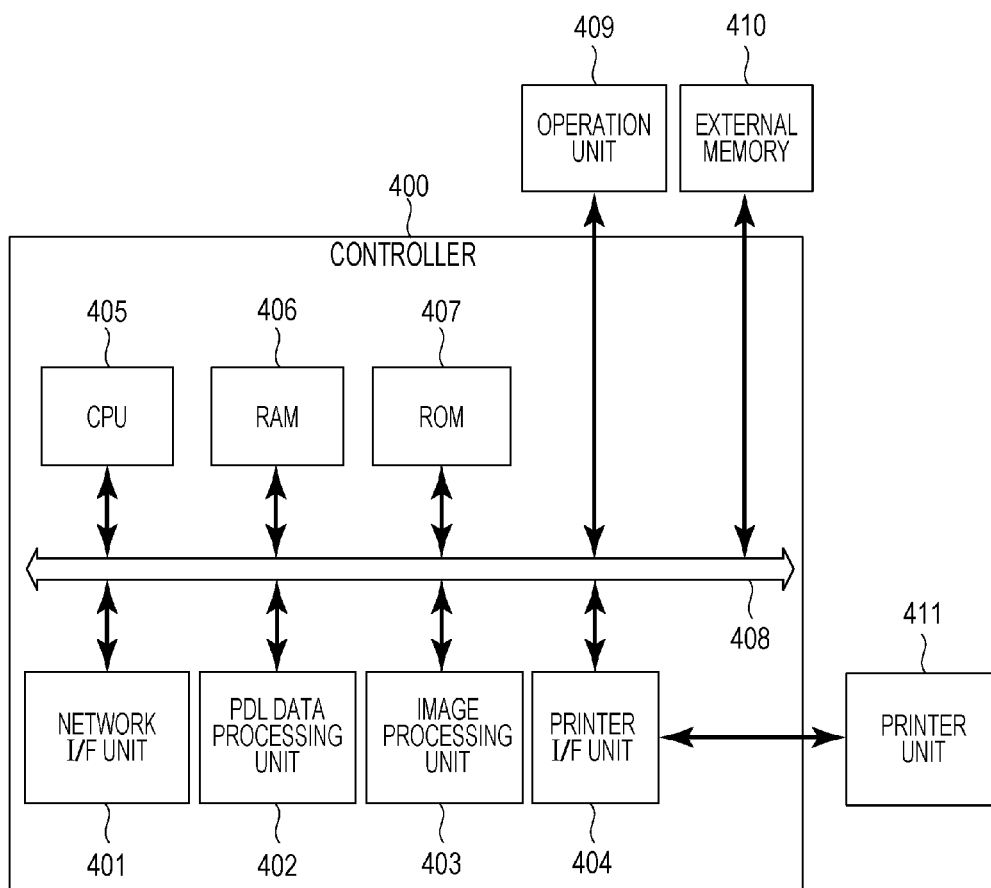 409
410
OPERATION
UNIT
EXTERNAL
MEMORY
400
CONTROLLER
405
406
407
CPU
RAM
ROM
408
411
NETWORK
I/F UNIT
PDL DATA
PROCESSING
UNIT
IMAGE
PROCESSING
UNIT
PRINTER
I/F UNIT
PRINTER
UNIT
401
402
403
404